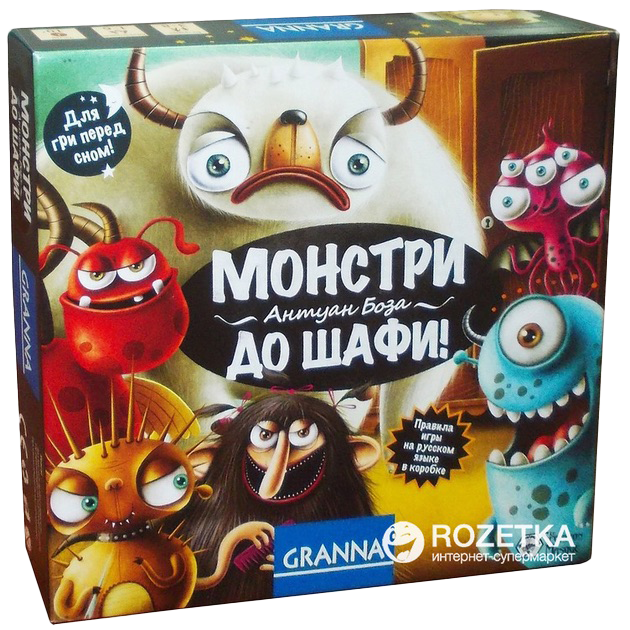 GRANNA
Для
гри перед
сном!
МОНСТРИ
ДО ШАФИ!
GRANNA
МОНСТРИ
Антуан Боза
ДО ШАФИ!
Правила
игры
на русском
языке
в коробке
GRANNA
ROZETKA
интернет-супермаркет